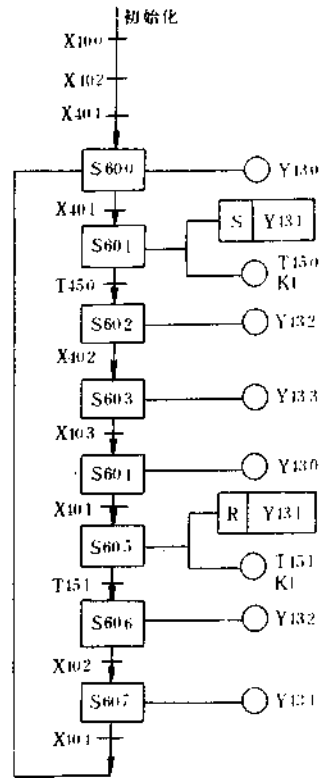 初始化
X400
X402
X404
S600
Y430
X401
S601
S Y431
T450
K1
T450
S602
Y432
X402
S603
Y433
X403
S604
Y430
X401
S605
R Y431
T451
K1
T451
S606
Y432
X402
S607
Y434
X404